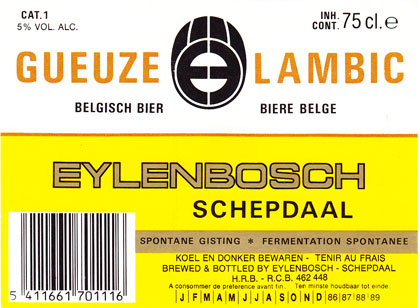 CAT.1
5% VOL. ALC.
INH. CONT. 75 cl. e
GUEUZE LAMBIC
BELGISCH BIER BIERE BELGE
EYLENBOSCH
SCHEPDAAL
SPONTANE GISTING * FERMENTATION SPONTANEE
KOEL EN DONKER BEWAREN - TENIR AU FRAIS
BREWED & BOTTLED BY EYLENBOSCH - SCHEPDAAL
H.R.B. - R.C.B. 462 448
A consommer de préférence avant fin. Ten minste houdbaar tot einde
J F M A M J J A S O N D 86 87 88 89
5 411661 701116